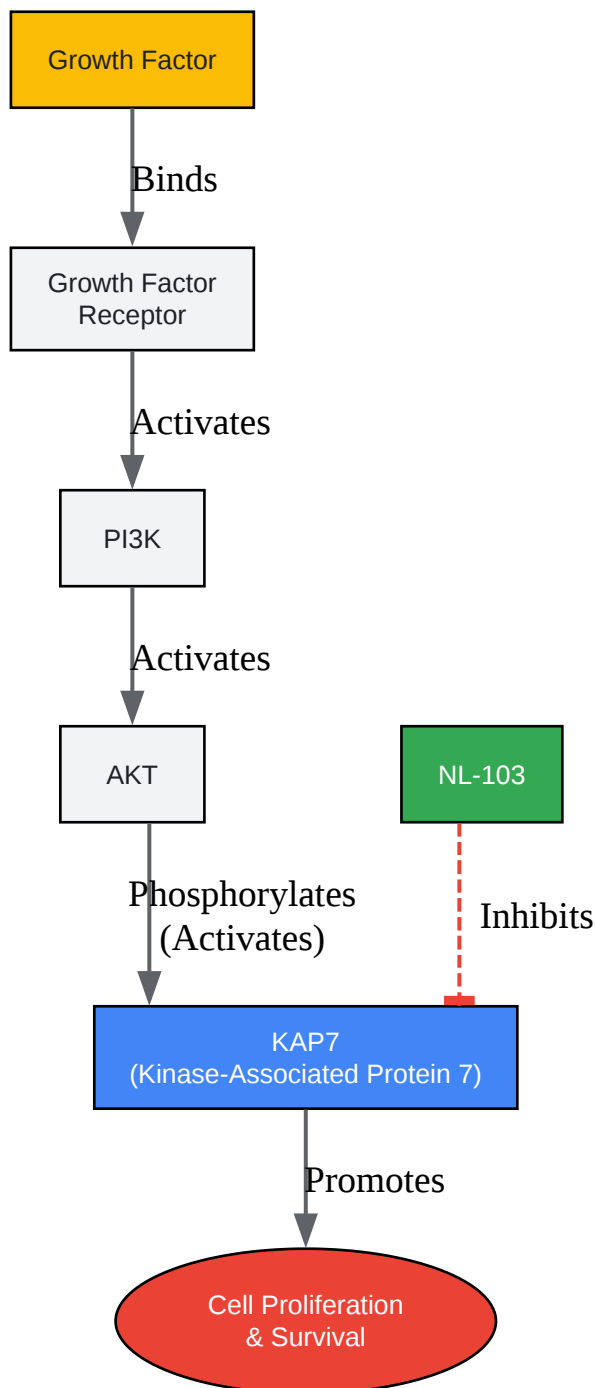 Growth Factor
Binds
Growth Factor
Receptor
Activates
PI3K
Activates
AKT
NL-103
Phosphorylates
(Activates)
Inhibits
KAP7
(Kinase-Associated Protein 7)
Promotes
Cell Proliferation
& Survival